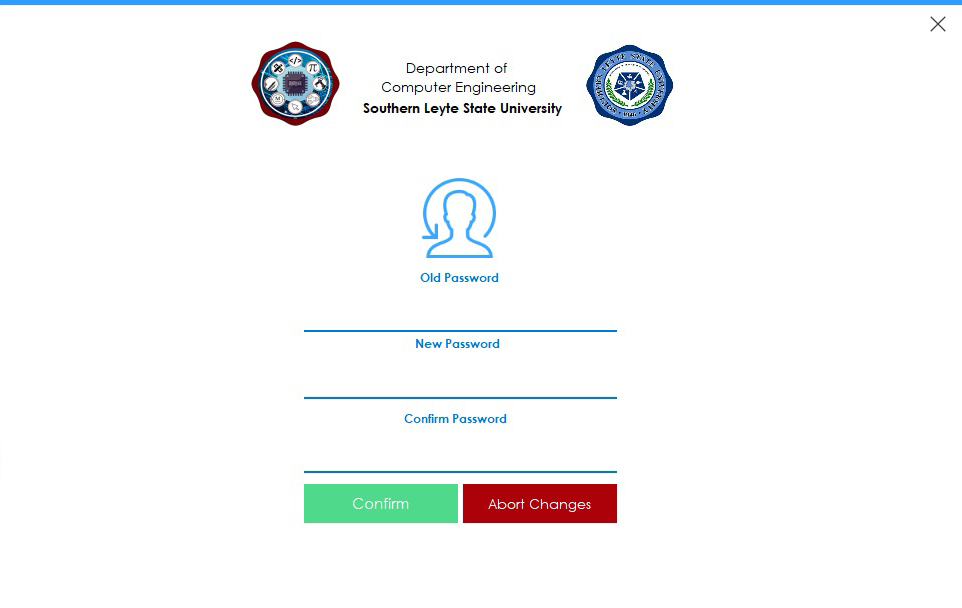 Department of
Computer Engineering
Southern Leyte State University
Old Password
New Password
Confirm Password
Confirm
Abort Changes